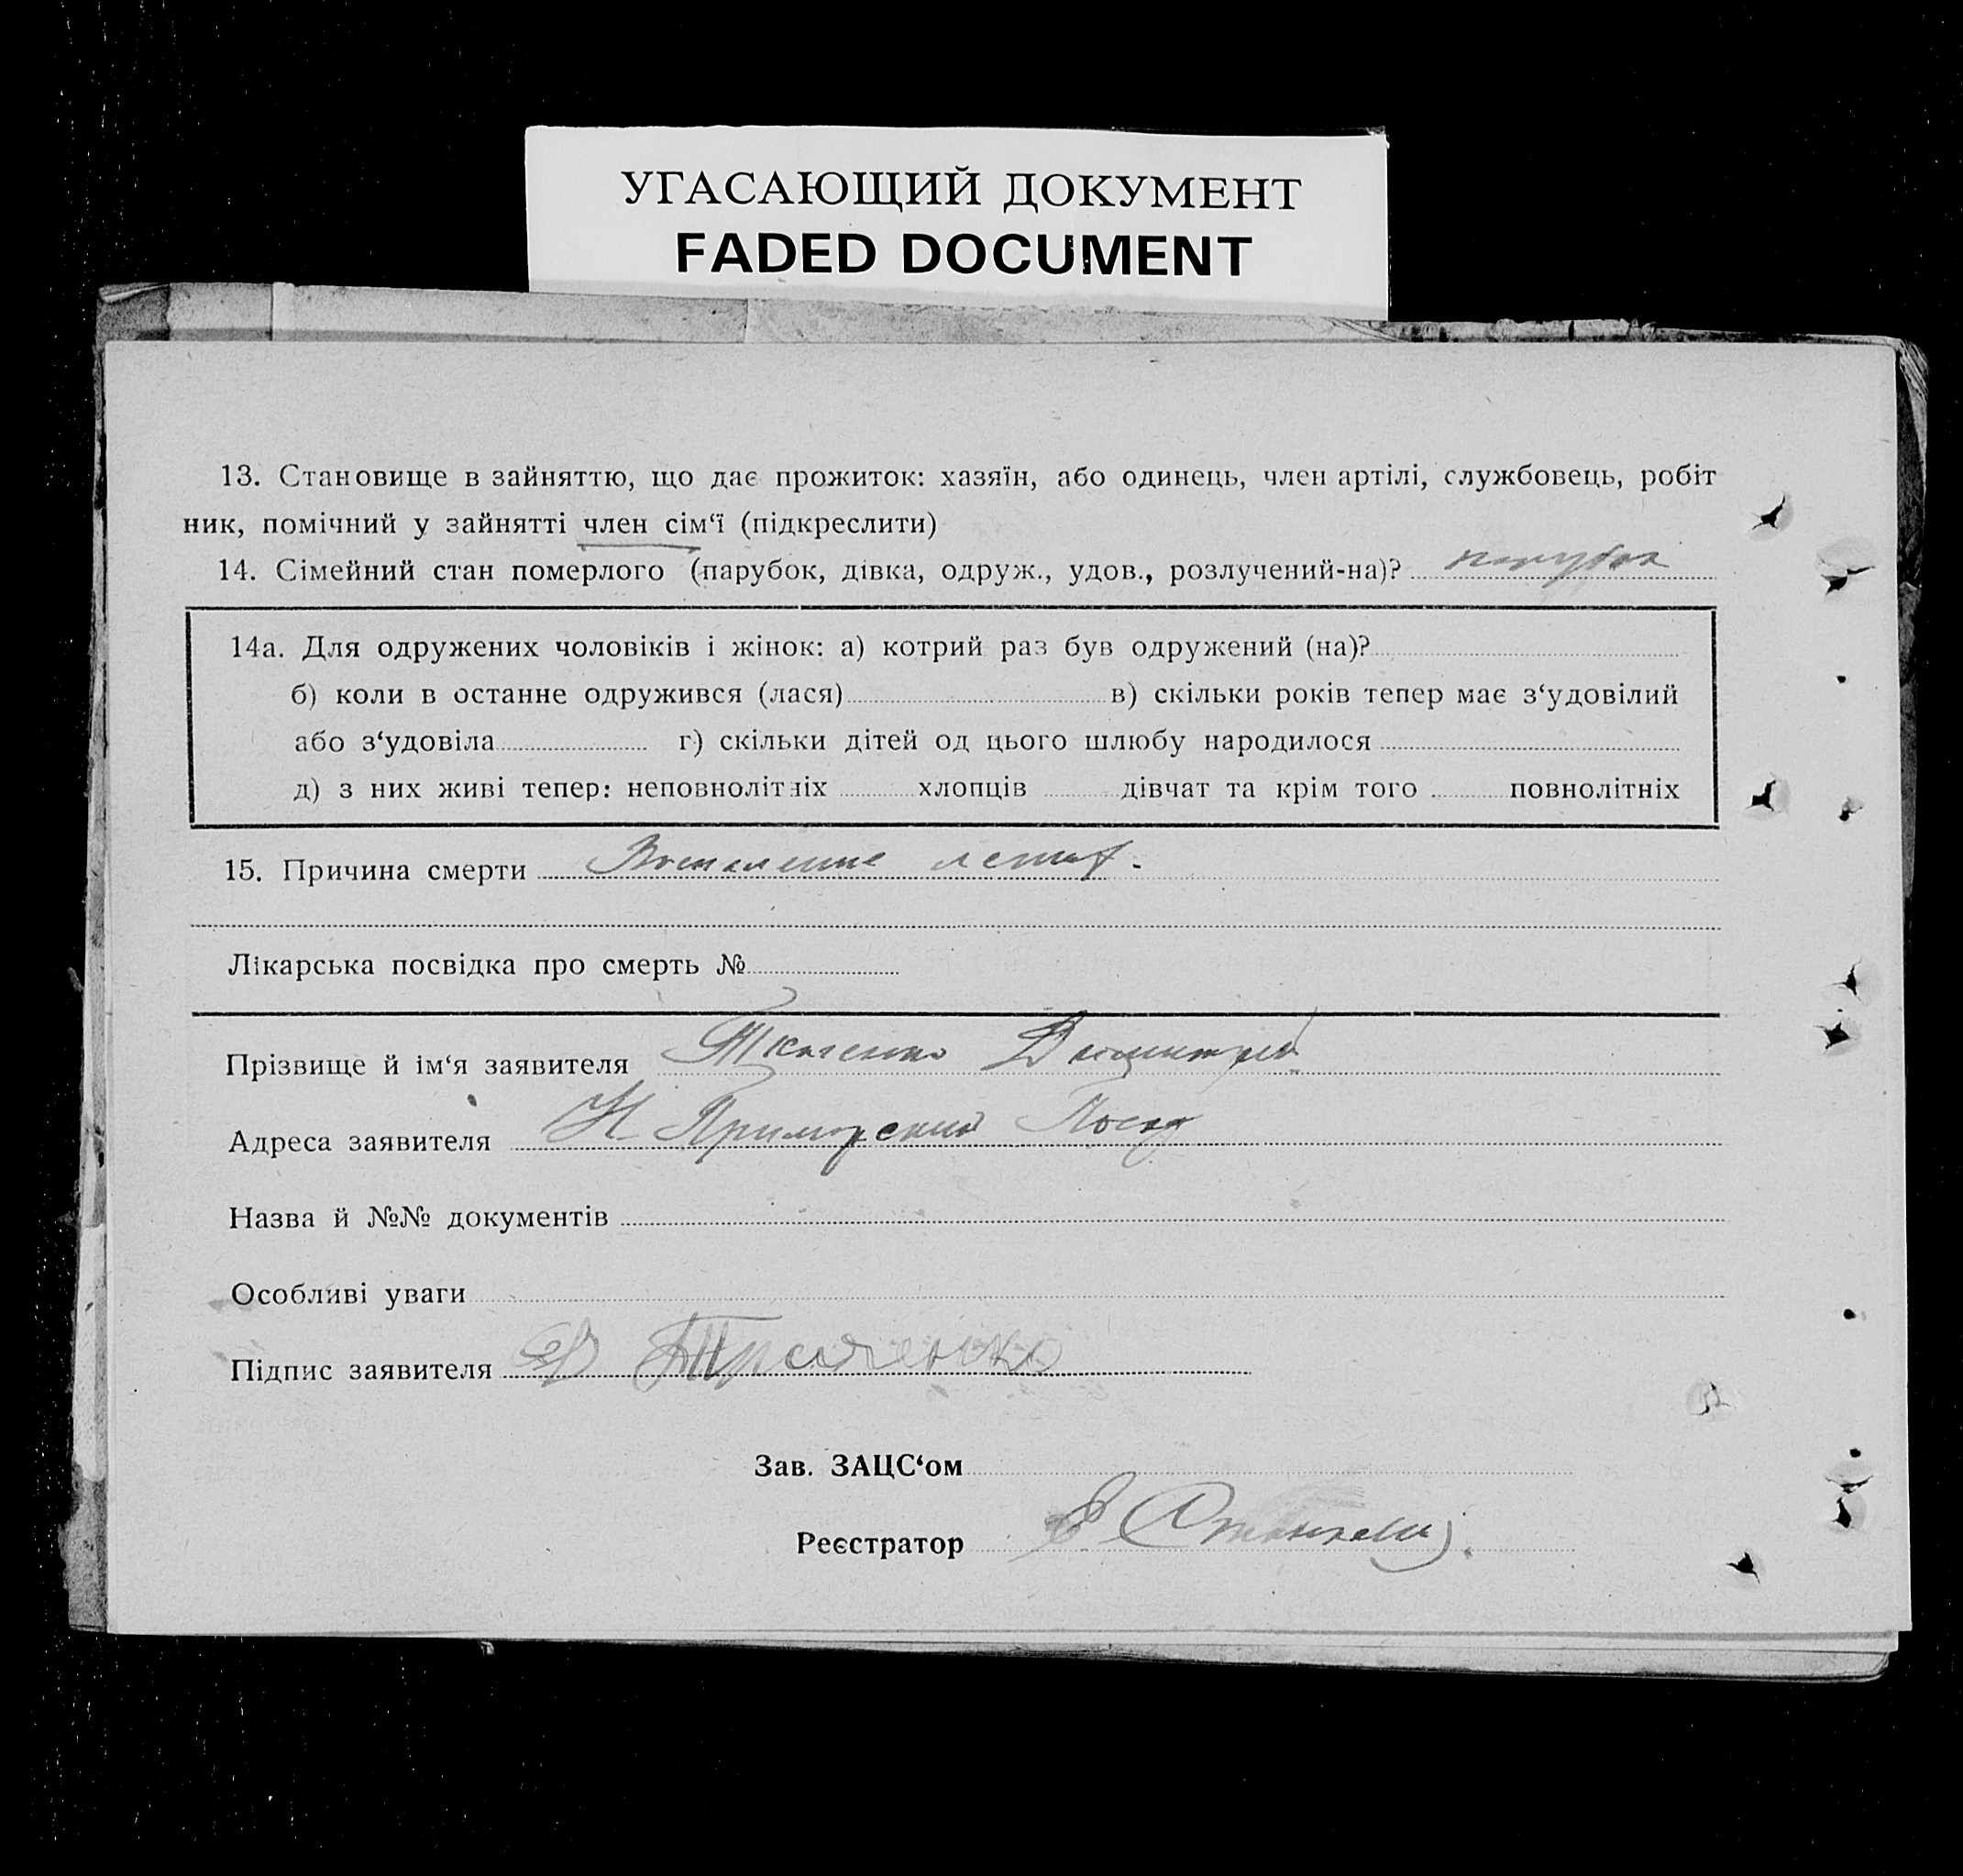 УГАСАЮЩИЙ ДОКУМЕНТ
FADED DOCUMENT
13. Становище в зайняттю, що дає прожиток: хазяїн, або одинець, член артілі, службовець, робіт
ник, помічний у зайнятті член сім‘ї (підкреслити)
14. Сімейний стан померлого (парубок, дівка, одруж., удов., розлучений-на)? парубок
14а. Для одружених чоловіків і жінок: а) котрий раз був одружений (на)?
б) коли в останне одружився (лася) в) скільки років тепер має з‘удовілий
або з‘удовіла г) скільки дітей од цього шлюбу народилося
д) з них живі тепер: неповнолітніх хлопців дівчат та крім того повнолітніх
15. Причина смерти Воспаление легких.
Лікарська посвідка про смерть №
Прізвище й ім‘я заявителя Ткаченко
Адреса заявителя Н Приморский Посад
Назва й №№ документів
Особливі уваги
Підпис заявителя
Зав. ЗАЦС‘ом
Реєстратор